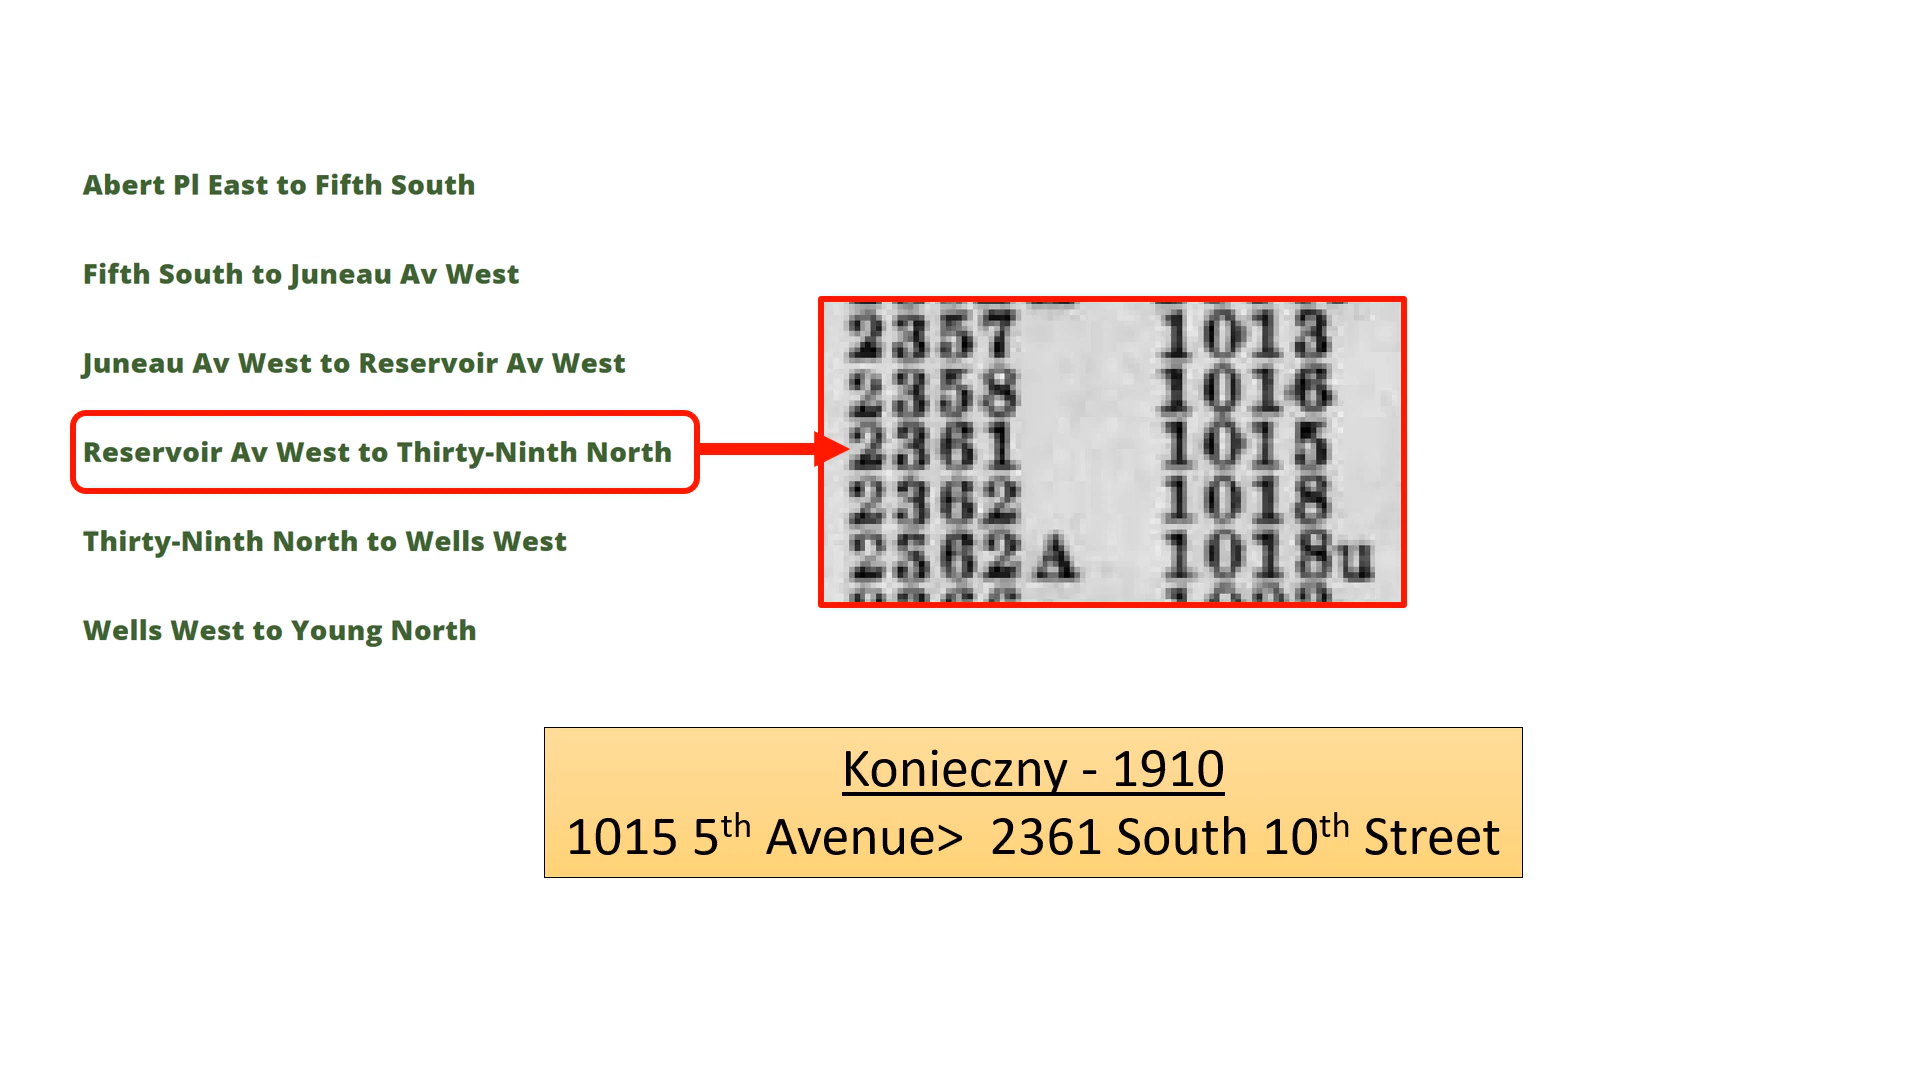 Abert Pl East to Fifth South
Fifth South to Juneau Av West
Juneau Av West to Reservoir Av West
Reservoir Av West to Thirty-Ninth North
Thirty-Ninth North to Wells West
Wells West to Young North
2357 1013
2358 1016
2361 1015
2362 1018
2362A 1018u
Konieczny - 1910
1015 5th Avenue> 2361 South 10th Street